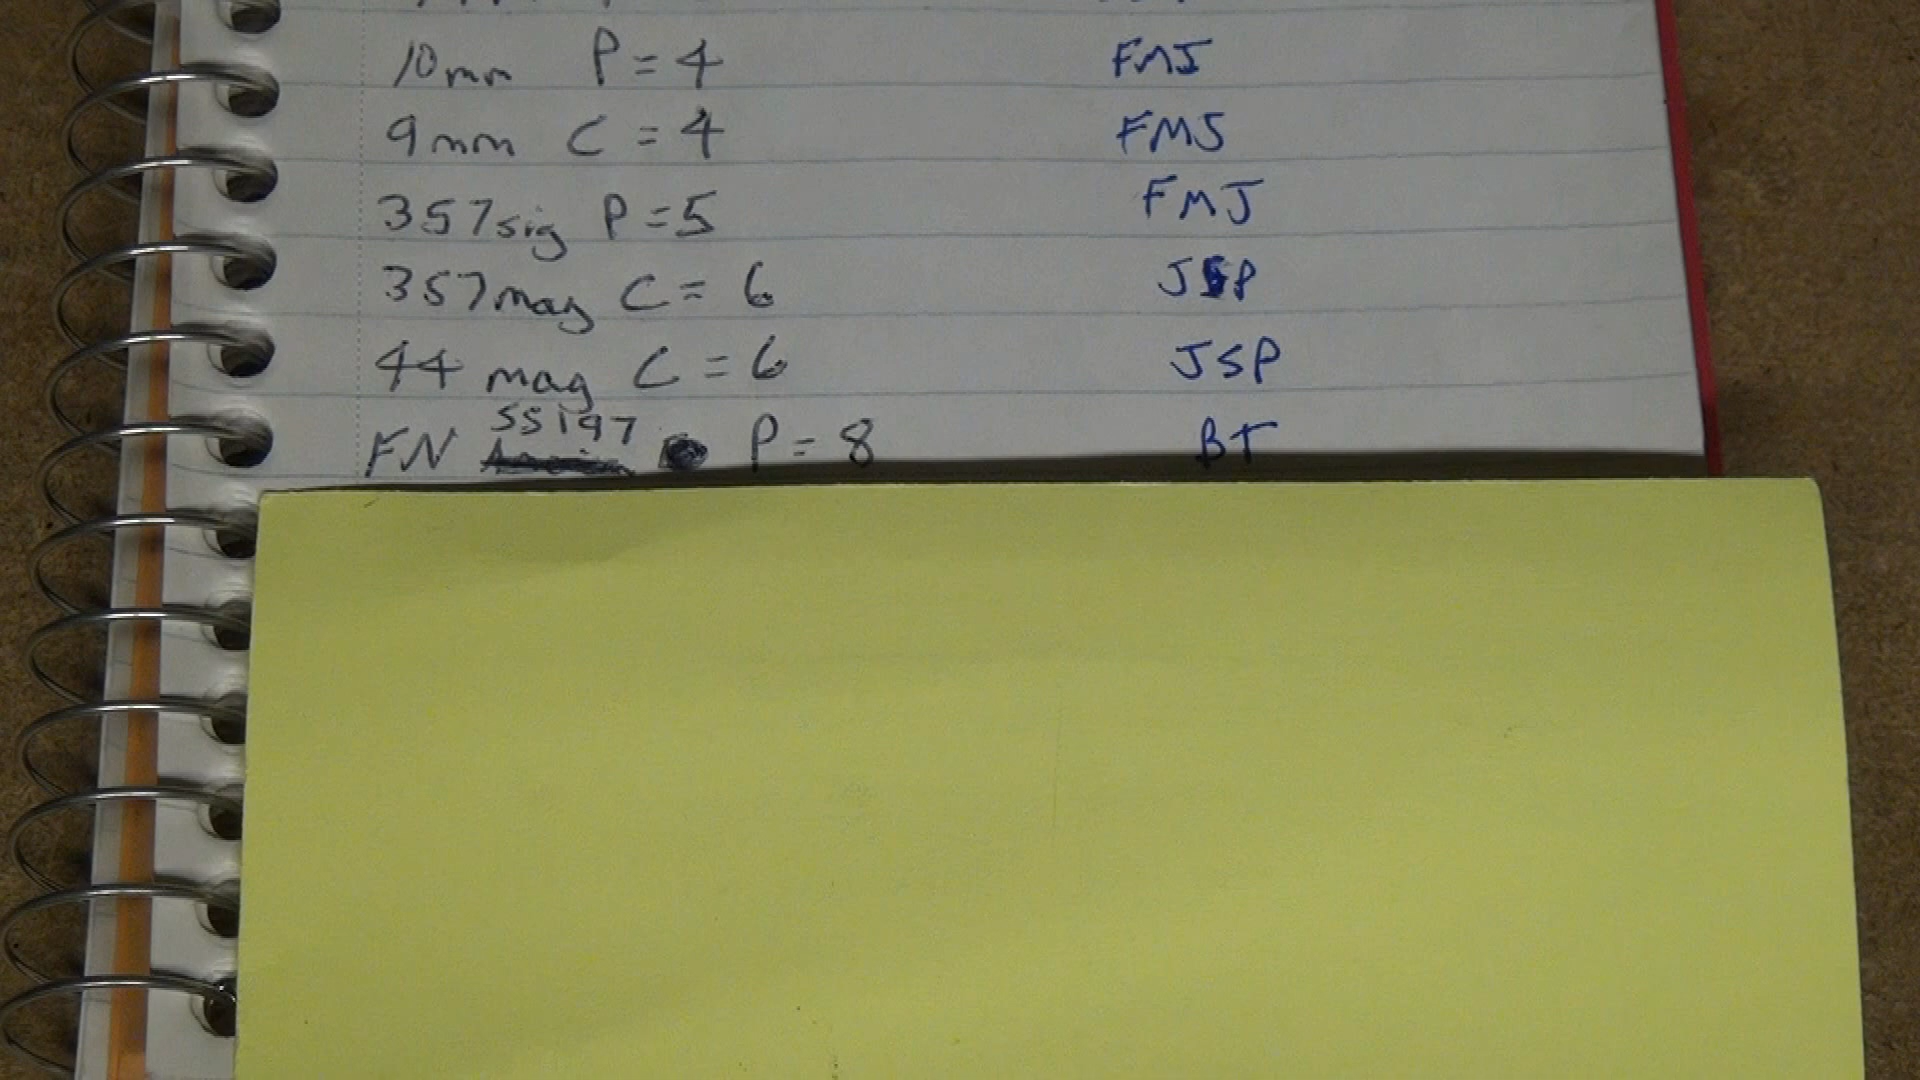 10mm P = 4 FMJ
9mm C = 4 FMJ
357sig P = 5 FMJ
357mag C = 6 JSP
44 mag C = 6 JSP
FN SS197 P = 8 BT